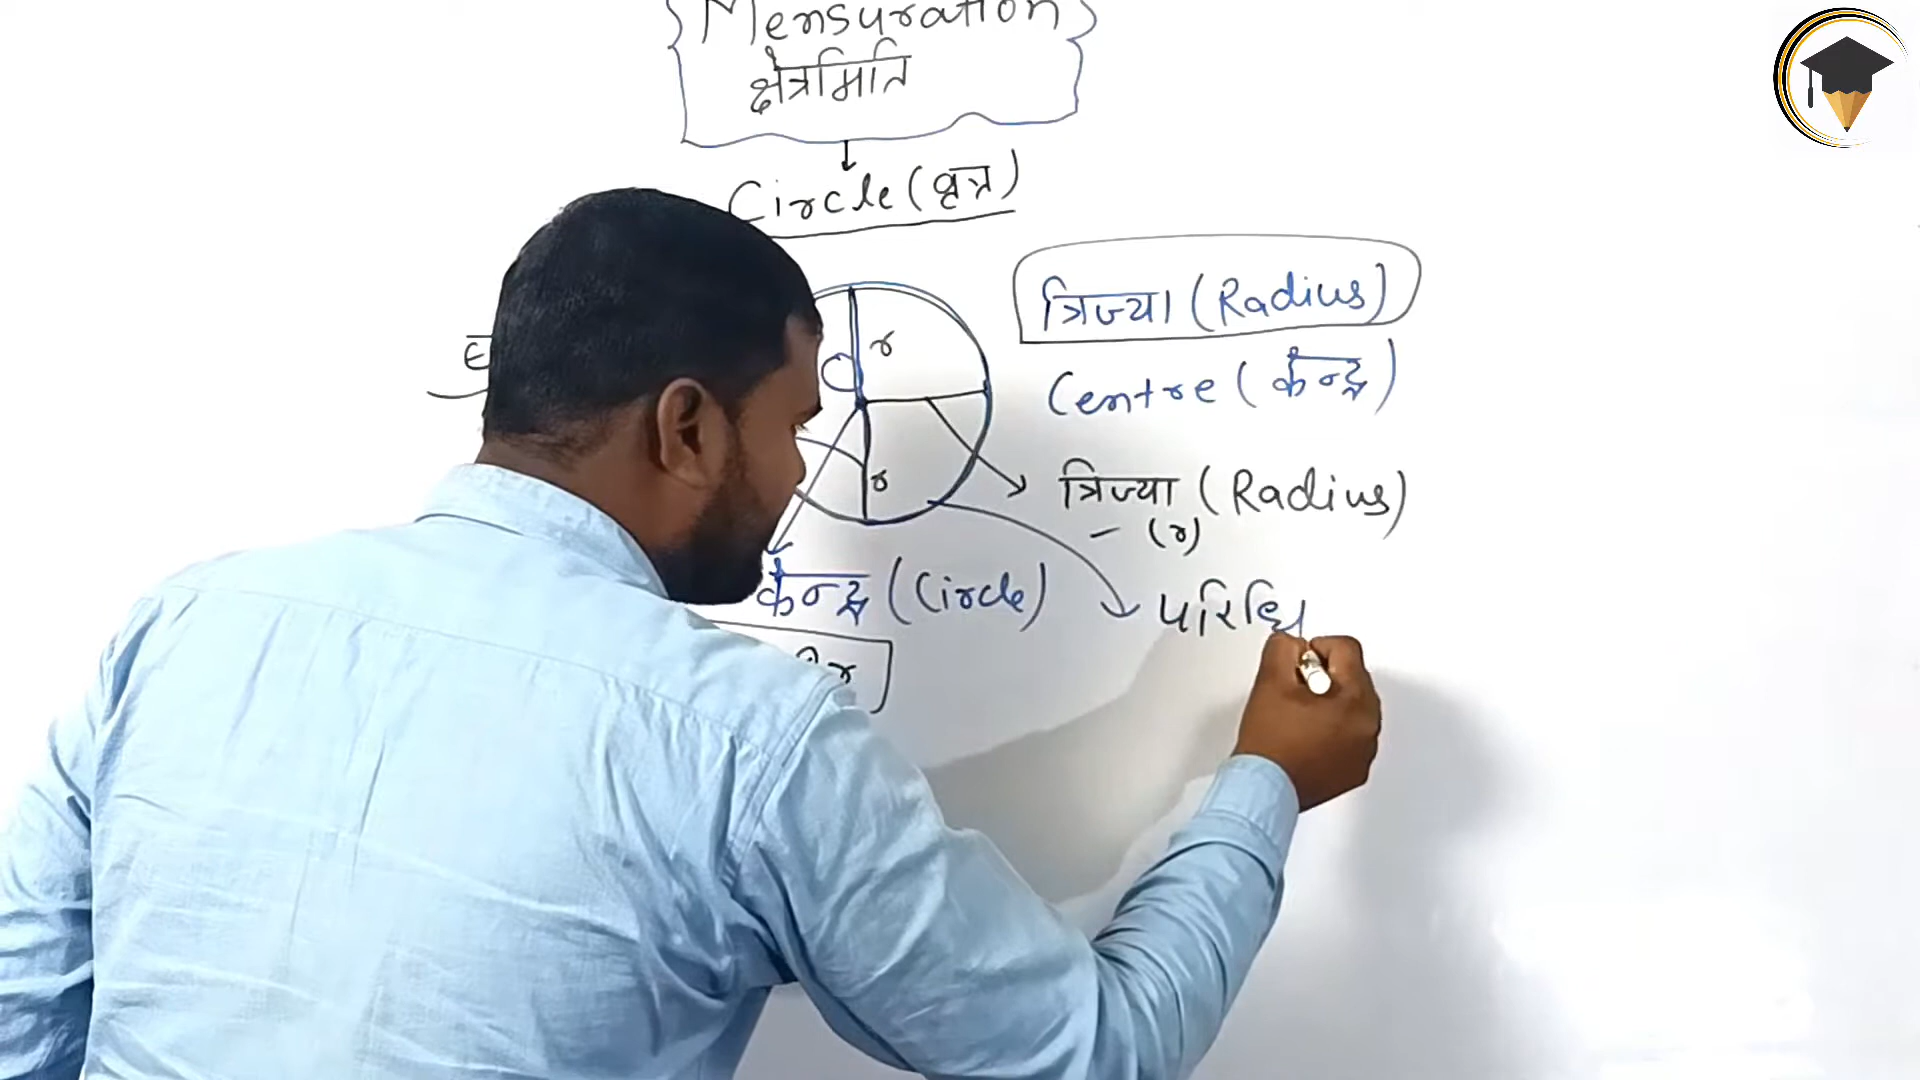 Mensuration
क्षेत्रमिति
Circle (वृत्त)
त्रिज्या (Radius)
r
Centre (केन्द्र)
r
त्रिज्या (Radius)
(r)
केन्द्र (Circle)
परिधि